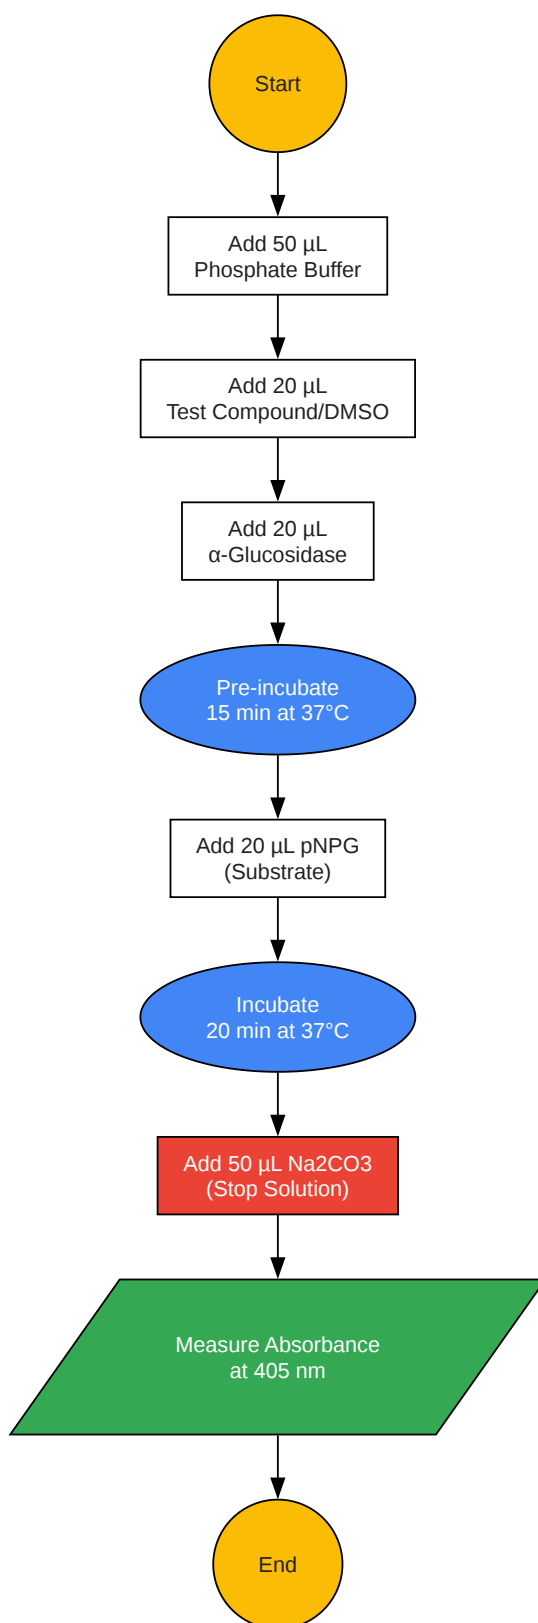 Start
Add 50 µL
Phosphate Buffer
Add 20 µL
Test Compound/DMSO
Add 20 µL
α-Glucosidase
Pre-incubate
15 min at 37°C
Add 20 µL pNPG
(Substrate)
Incubate
20 min at 37°C
Add 50 µL Na2CO3
(Stop Solution)
Measure Absorbance
at 405 nm
End